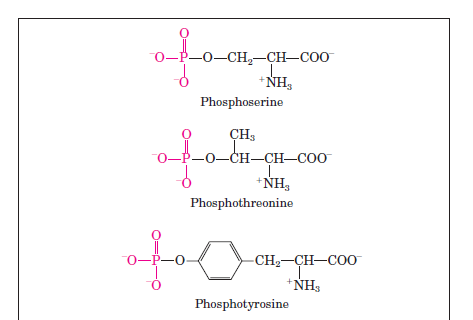 O
⁻O—P—O—CH₂—CH—COO⁻
⁻O ⁺NH₃
Phosphoserine
O CH₃
⁻O—P—O—CH—CH—COO⁻
⁻O ⁺NH₃
Phosphothreonine
O
⁻O—P—O— —CH₂—CH—COO⁻
⁻O ⁺NH₃
Phosphotyrosine